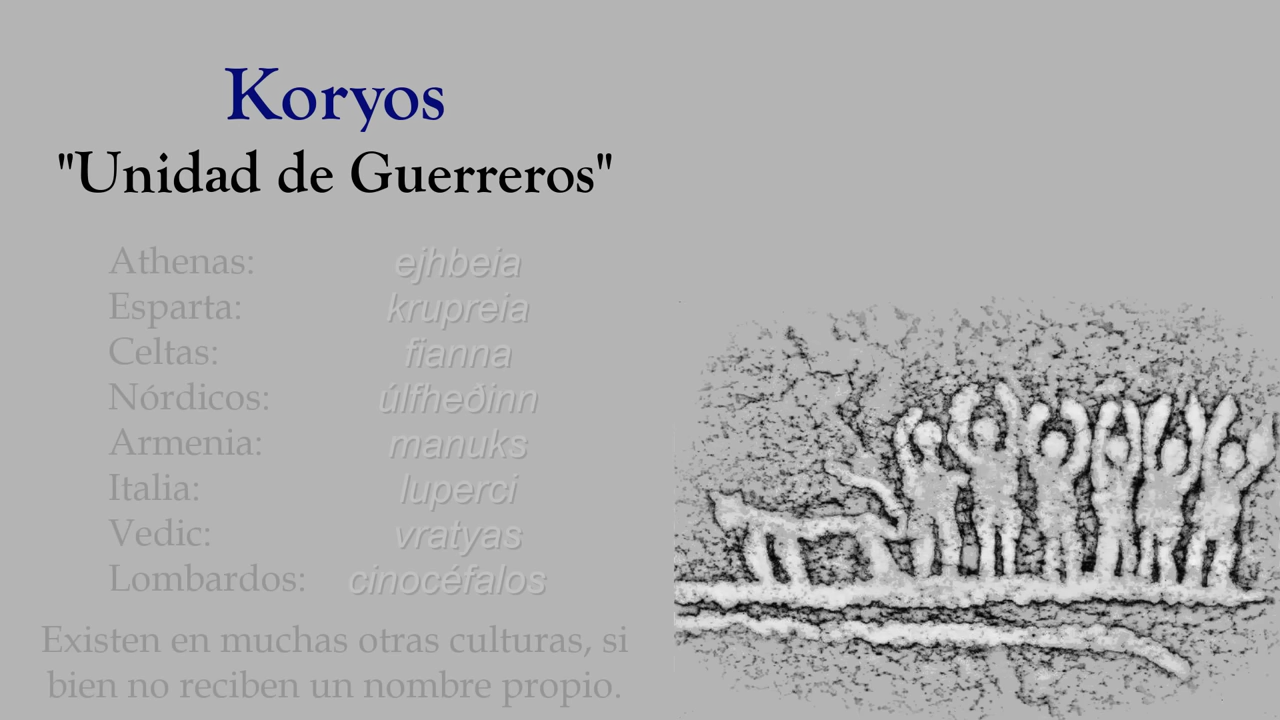 Koryos
"Unidad de Guerreros"
Athenas: ejhbeia
Esparta: krupreia
Celtas: fianna
Nórdicos: úlfheðinn
Armenia: manuks
Italia: luperci
Vedic: vratyas
Lombardos: cinocéfalos
Existen en muchas otras culturas, si
bien no reciben un nombre propio.